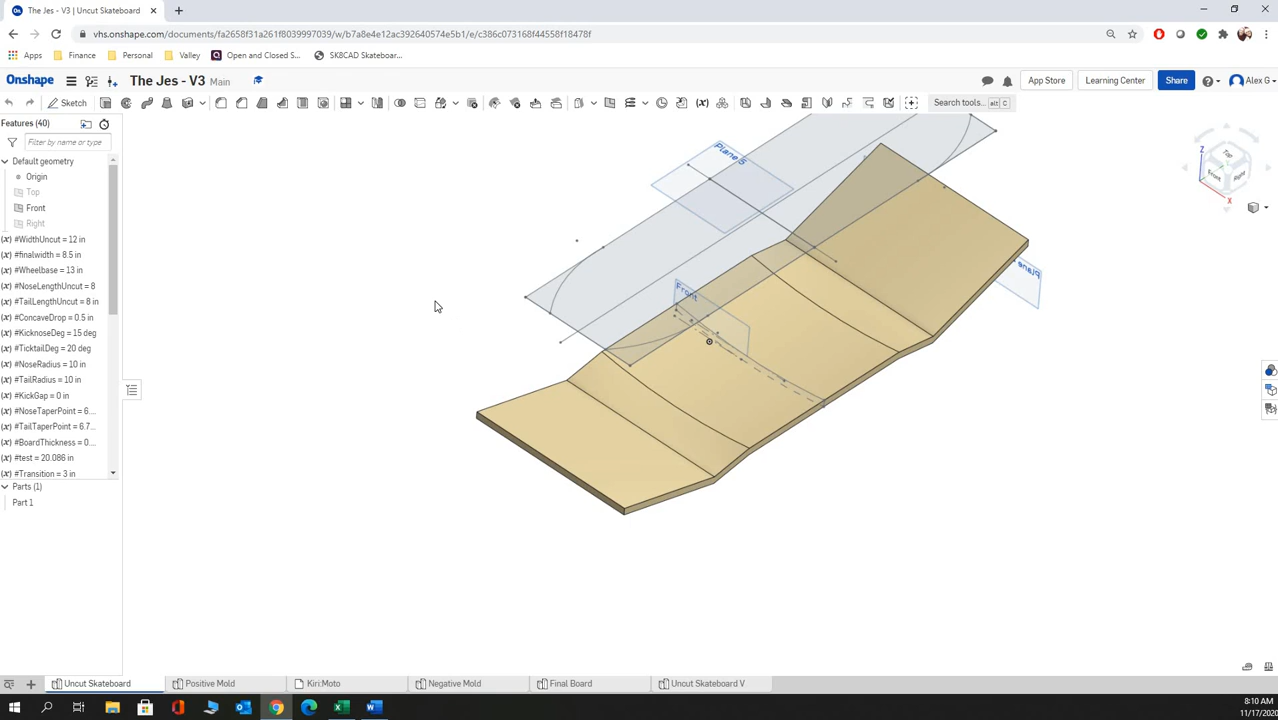 The Jes - V3 | Uncut Skateboard
vhs.onshape.com/documents/fa2658f31a261f8039997039/w/b7a8e4e12ac392640574e5b1/e/c386c073168f44558f18478f
Apps Finance Personal Valley Open and Closed S... SK8CAD Skateboar...
Onshape The Jes - V3 Main App Store Learning Center Share Alex G
Sketch Search tools... alt C
Features (40)
Filter by name or type
Default geometry
Origin
Top
Front
Right
(x) #WidthUncut = 12 in
(x) #finalwidth = 8.5 in
(x) #Wheelbase = 13 in
(x) #NoseLengthUncut = 8
(x) #TailLengthUncut = 8 in
(x) #ConcaveDrop = 0.5 in
(x) #KicknoseDeg = 15 deg
(x) #TicktailDeg = 20 deg
(x) #NoseRadius = 10 in
(x) #TailRadius = 10 in
(x) #KickGap = 0 in
(x) #NoseTaperPoint = 6....
(x) #TailTaperPoint = 6.7...
(x) #BoardThickness = 0...
(x) #test = 20.086 in
(x) #Transition = 3 in
Parts (1)
Part 1
Plane 5
Front
Plane
Z
Top
Front
Right
X
Uncut Skateboard Positive Mold Kiri:Moto Negative Mold Final Board Uncut Skateboard V
8:10 AM
11/17/2020